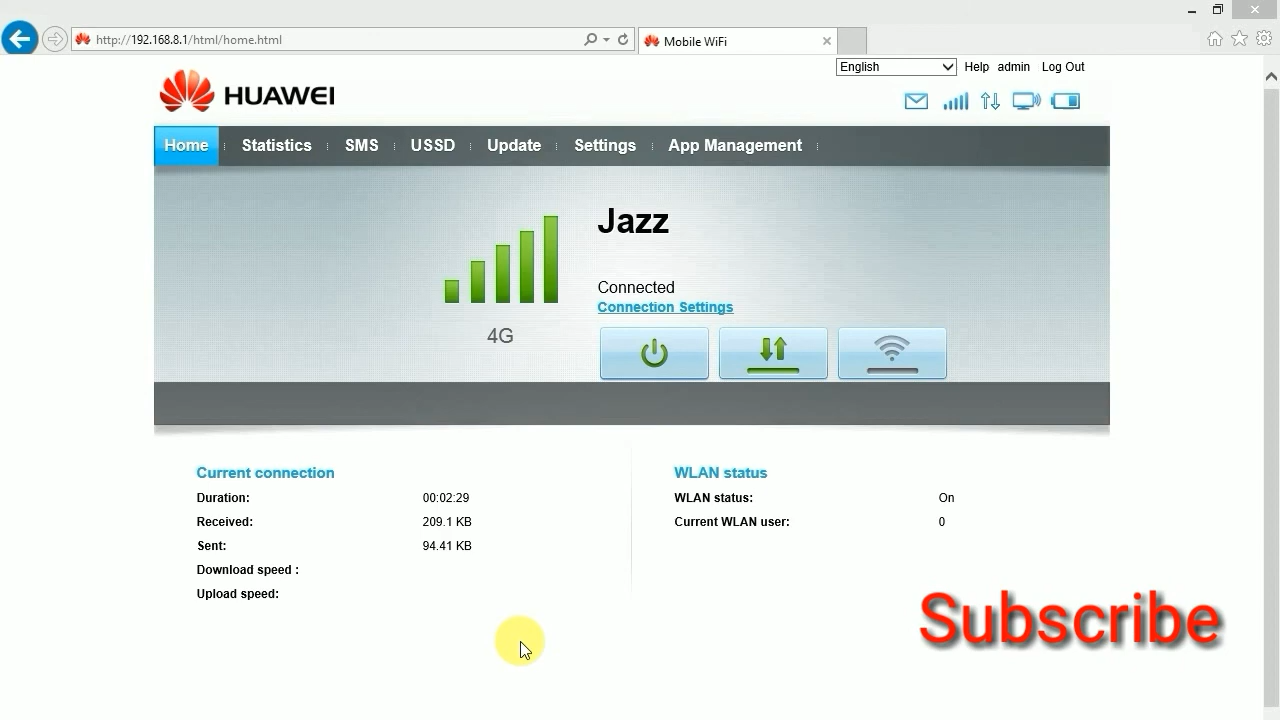 http://192.168.8.1/html/home.html
Mobile WiFi
English Help admin Log Out
HUAWEI
Home Statistics SMS USSD Update Settings App Management
Jazz
Connected
Connection Settings
4G
Current connection
Duration: 00:02:29
Received: 209.1 KB
Sent: 94.41 KB
Download speed :
Upload speed:
WLAN status
WLAN status: On
Current WLAN user: 0
Subscribe